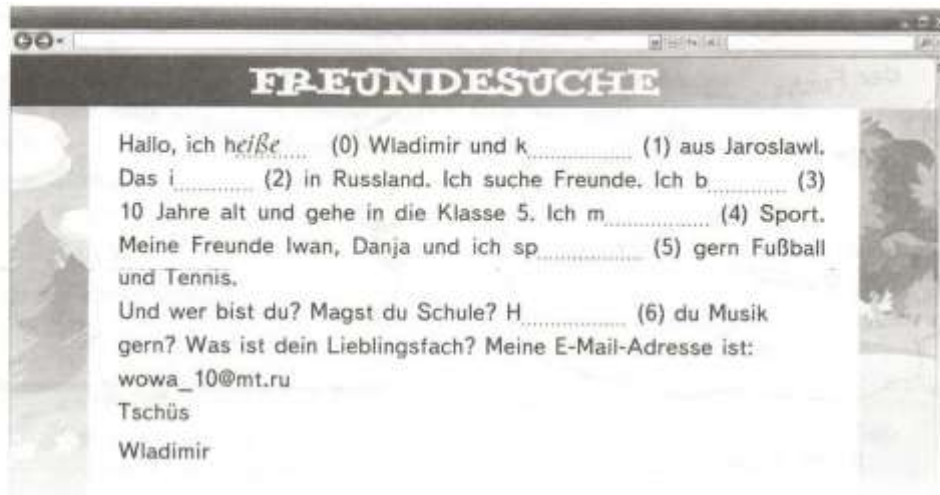 FREUNDESUCHE
Hallo, ich heiße (0) Wladimir und k............... (1) aus Jaroslawl.
Das i........... (2) in Russland. Ich suche Freunde. Ich b........... (3)
10 Jahre alt und gehe in die Klasse 5. Ich m............... (4) Sport.
Meine Freunde Iwan, Danja und ich sp............... (5) gern Fußball
und Tennis.
Und wer bist du? Magst du Schule? H............... (6) du Musik
gern? Was ist dein Lieblingsfach? Meine E-Mail-Adresse ist:
wowa_10@mt.ru
Tschüs
Wladimir